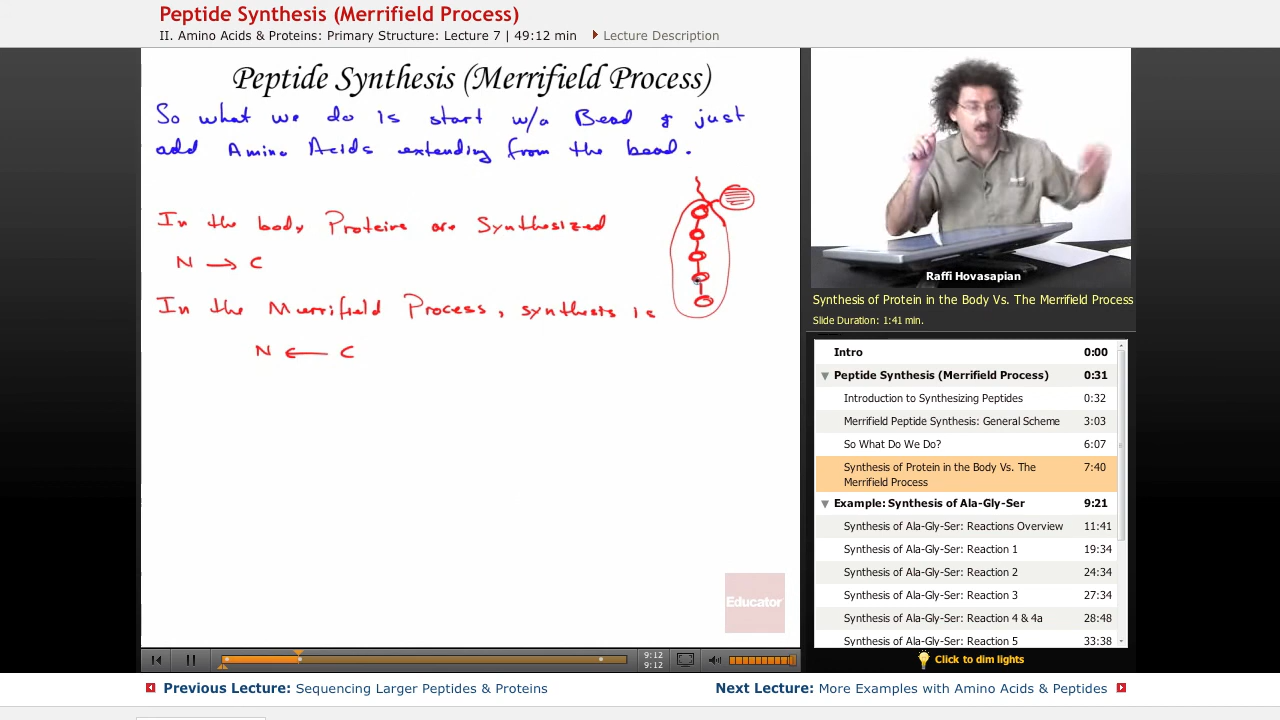 Peptide Synthesis (Merrifield Process)
II. Amino Acids & Proteins: Primary Structure: Lecture 7 | 49:12 min
Lecture Description
Peptide Synthesis (Merrifield Process)
So what we do is start w/a Bead & just
add Amino Acids extending from the bead.
In the body Proteins are Synthesized
N → C
In the Merrifield Process, synthesis is
N ← C
Educator
9:12
9:12
Raffi Hovasapian
Synthesis of Protein in the Body Vs. The Merrifield Process
Slide Duration: 1:41 min.
Intro 0:00
Peptide Synthesis (Merrifield Process) 0:31
Introduction to Synthesizing Peptides 0:32
Merrifield Peptide Synthesis: General Scheme 3:03
So What Do We Do? 6:07
Synthesis of Protein in the Body Vs. The 7:40
Merrifield Process
Example: Synthesis of Ala-Gly-Ser 9:21
Synthesis of Ala-Gly-Ser: Reactions Overview 11:41
Synthesis of Ala-Gly-Ser: Reaction 1 19:34
Synthesis of Ala-Gly-Ser: Reaction 2 24:34
Synthesis of Ala-Gly-Ser: Reaction 3 27:34
Synthesis of Ala-Gly-Ser: Reaction 4 & 4a 28:48
Synthesis of Ala-Gly-Ser: Reaction 5 33:38
Click to dim lights
Previous Lecture: Sequencing Larger Peptides & Proteins
Next Lecture: More Examples with Amino Acids & Peptides